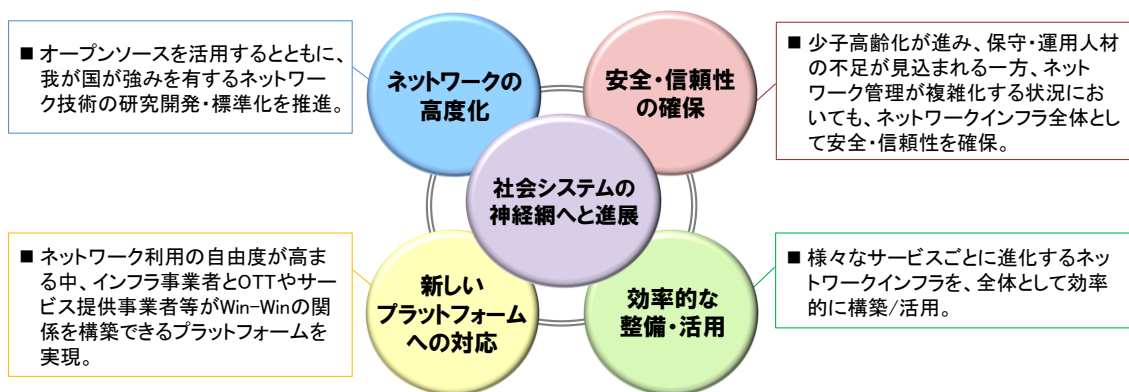 ■ オープンソースを活用するとともに、
我が国が強みを有するネットワー
ク技術の研究開発・標準化を推進。
ネットワークの
高度化
安全・信頼性
の確保
■ 少子高齢化が進み、保守・運用人材
の不足が見込まれる一方、ネット
ワーク管理が複雑化する状況にお
いても、ネットワークインフラ全体とし
て安全・信頼性を確保。
社会システムの
神経網へと進展
■ ネットワーク利用の自由度が高ま
る中、インフラ事業者とOTTやサー
ビス提供事業者等がWin-Winの関
係を構築できるプラットフォームを
実現。
新しい
プラットフォーム
への対応
効率的な
整備・活用
■ 様々なサービスごとに進化するネッ
トワークインフラを、全体として効率
的に構築/活用。